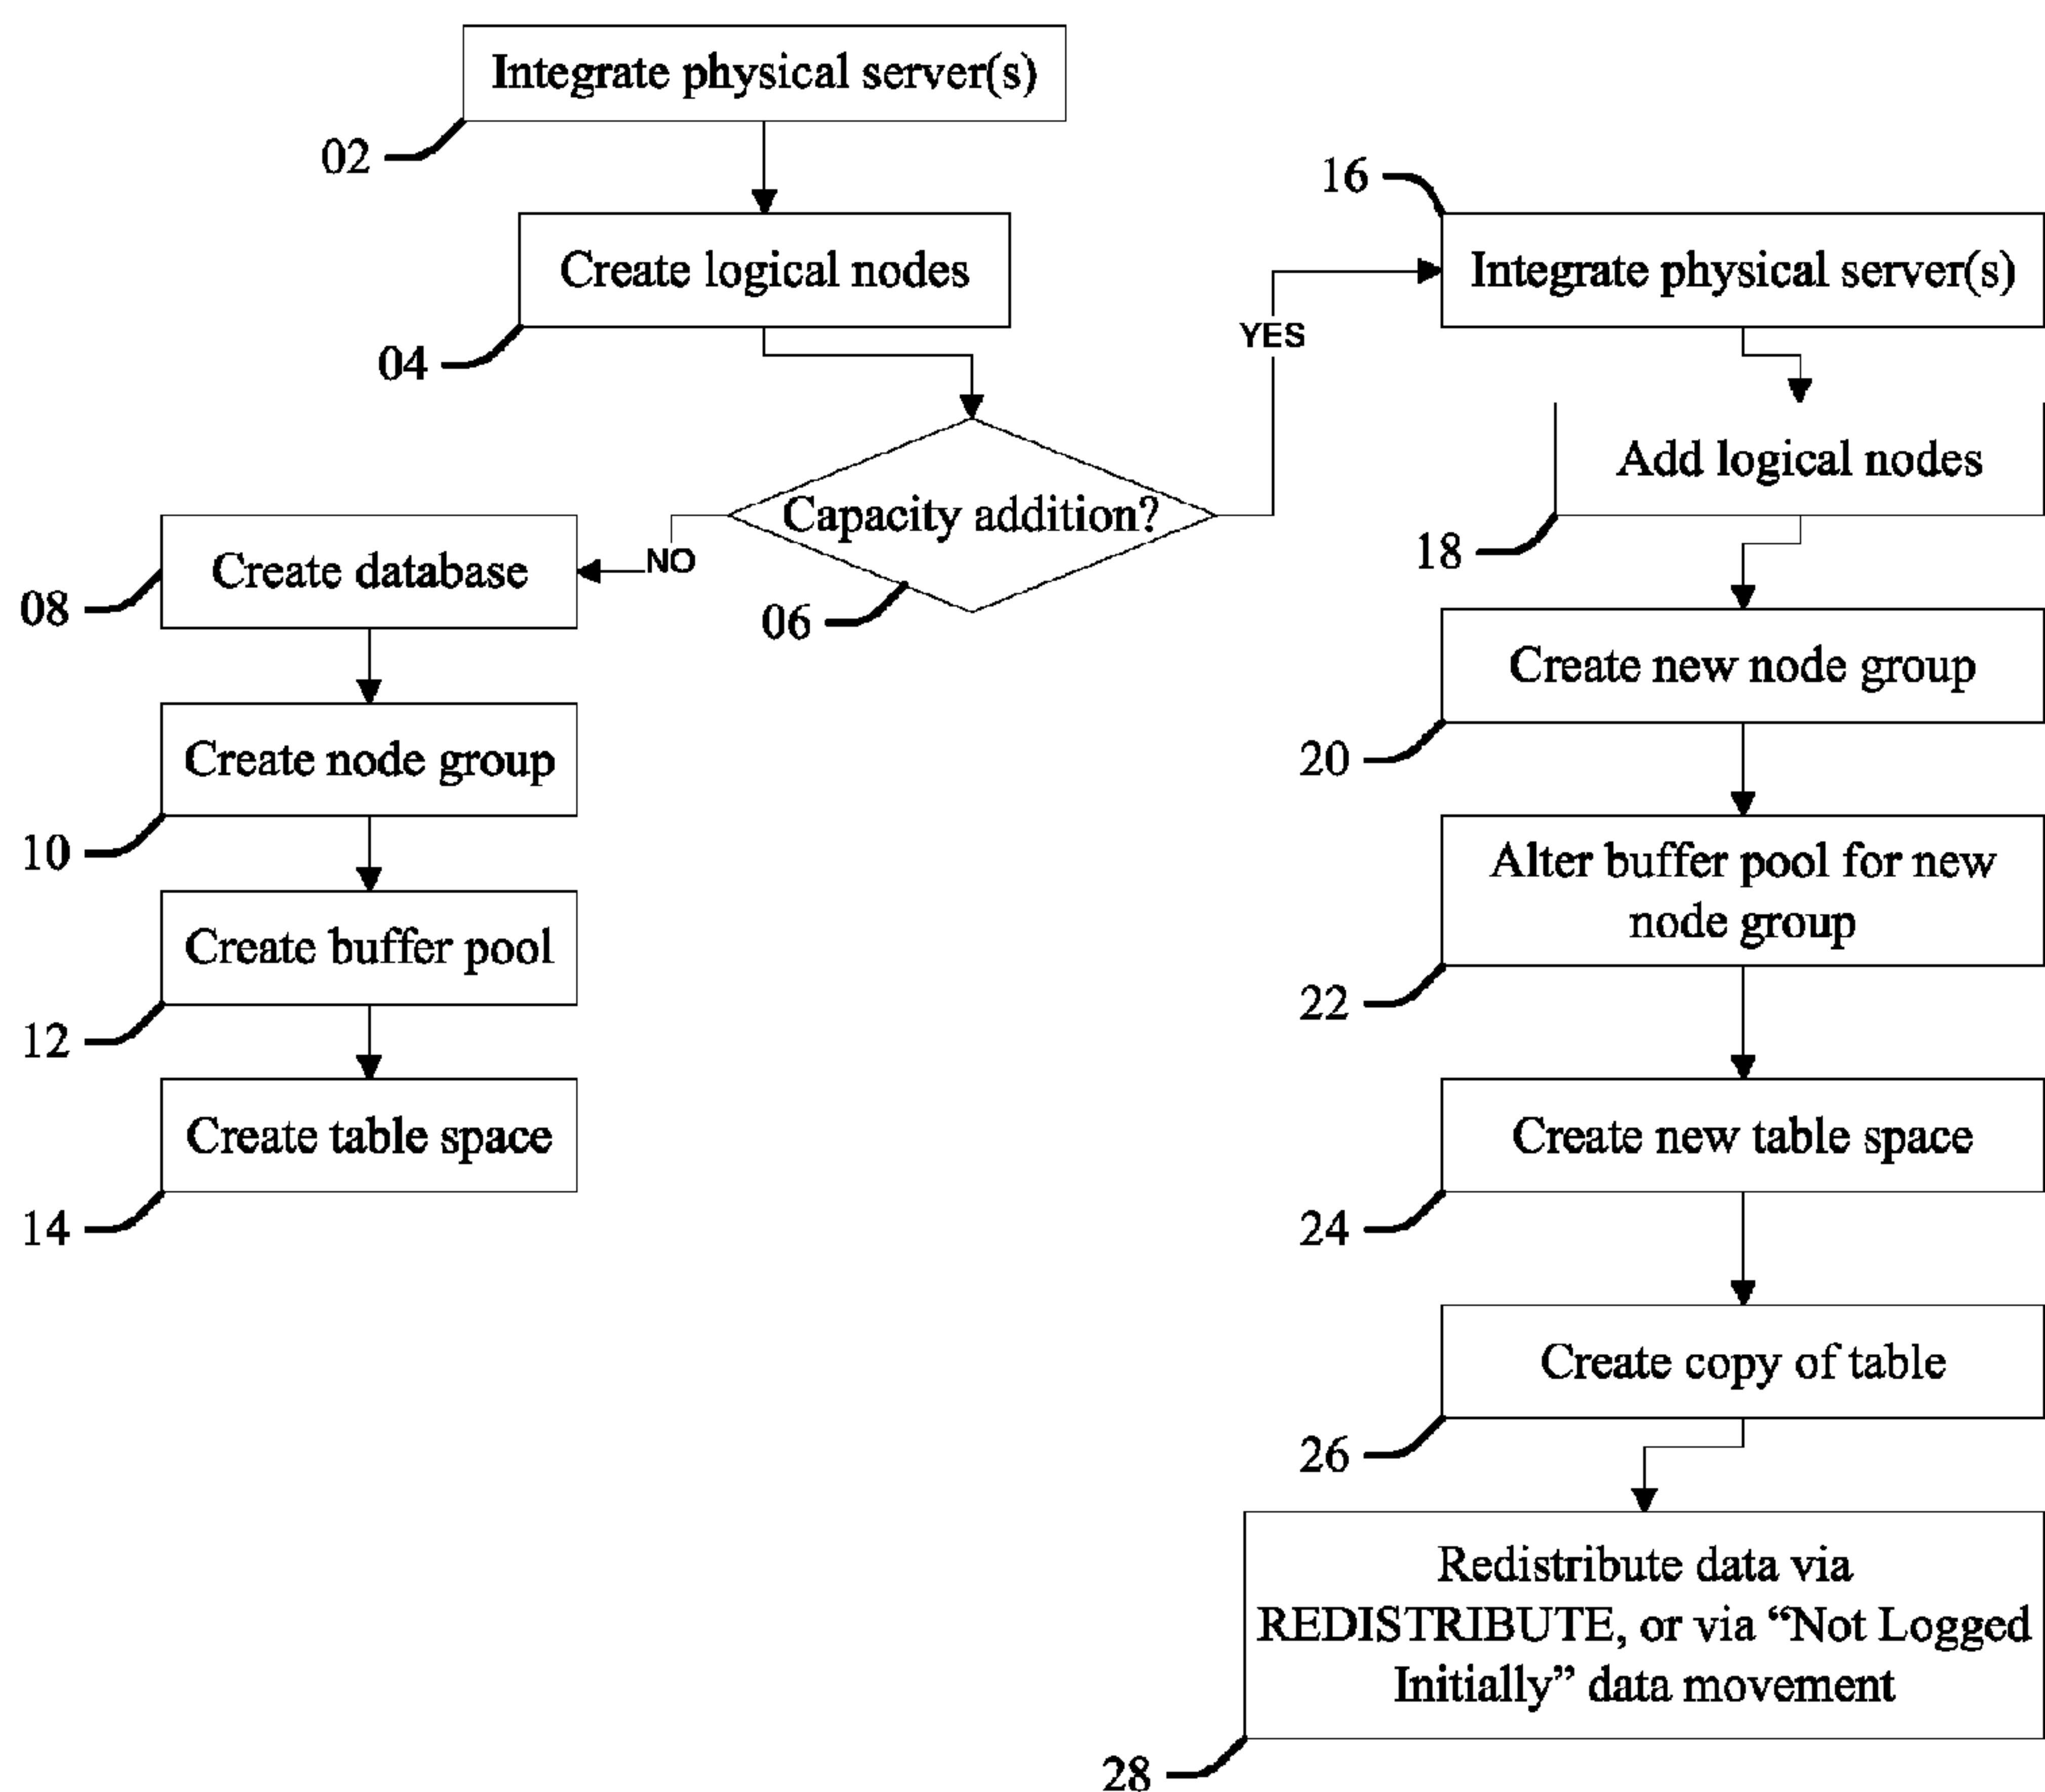 Integrate physical server(s)
02
Create logical nodes
04
Capacity addition?
06
NO
YES
Create database
08
Create node group
10
Create buffer pool
12
Create table space
14
16
Integrate physical server(s)
Add logical nodes
18
Create new node group
20
Alter buffer pool for new
node group
22
Create new table space
24
Create copy of table
26
Redistribute data via
REDISTRIBUTE, or via “Not Logged
Initially” data movement
28